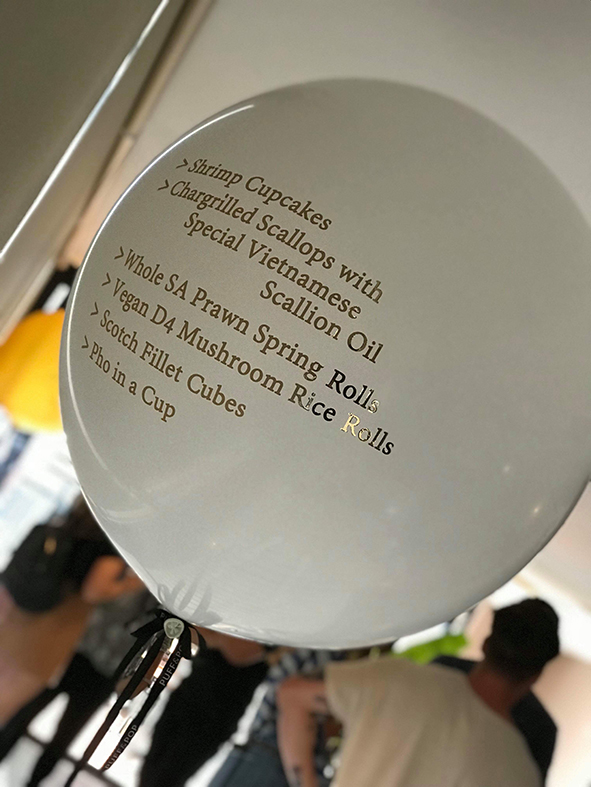 > Shrimp Cupcakes
> Chargrilled Scallops with
Special Vietnamese
Scallion Oil
> Whole SA Prawn Spring Rolls
> Vegan D4 Mushroom Rice Rolls
> Scotch Fillet Cubes
> Pho in a Cup